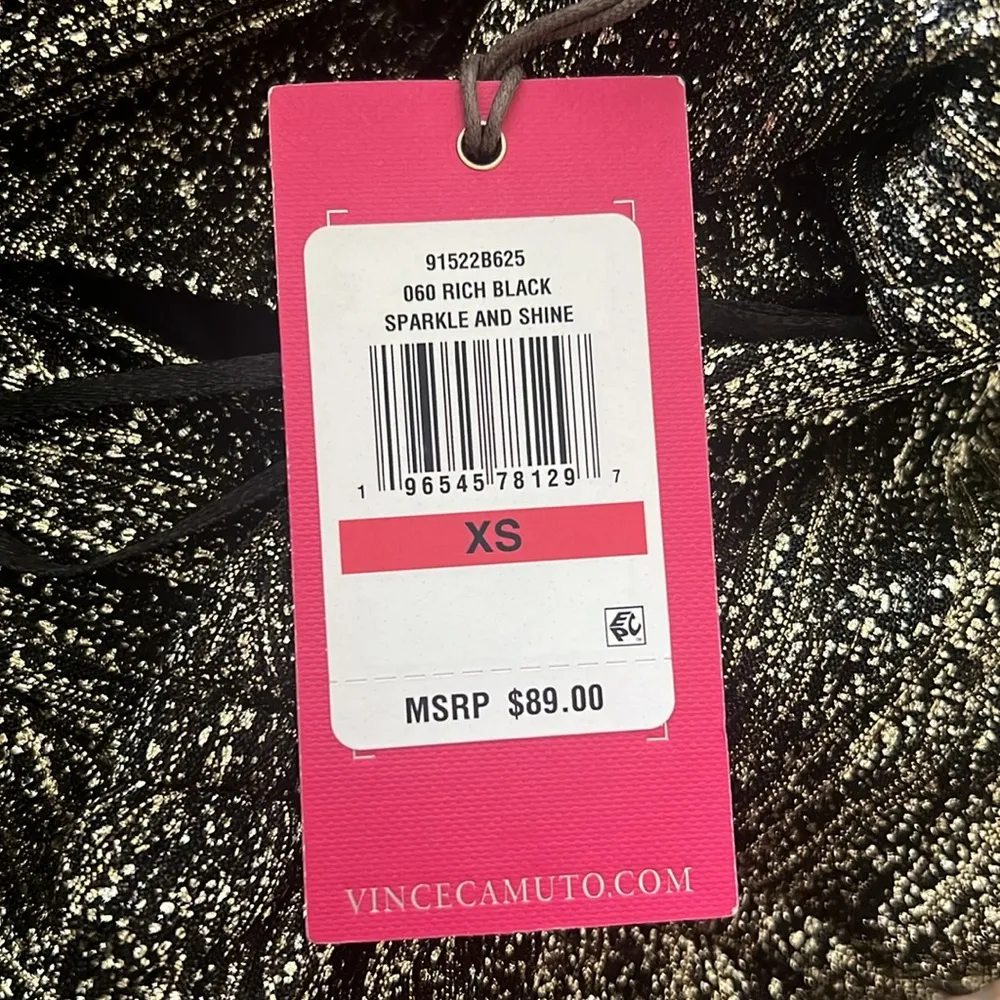 91522B625
060 RICH BLACK
SPARKLE AND SHINE
1 96545 78129 7
XS
EPC
MSRP $89.00
VINCECAMUTO.COM